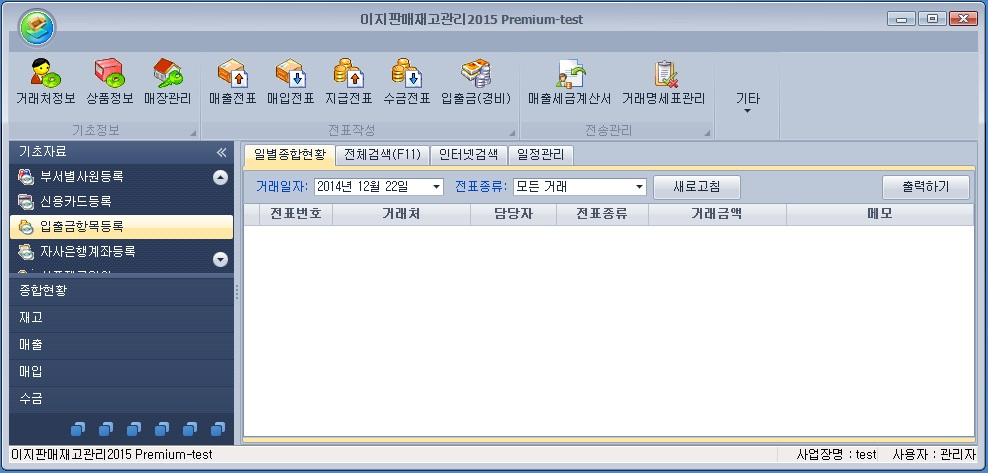 이지판매재고관리2015 Premium-test
거래처정보 상품정보 매장관리 매출전표 매입전표 지급전표 수금전표 입출금(경비) 매출세금계산서 거래명세표관리 기타
기초정보 전표작성 전송관리
기초자료
부서별사원등록
신용카드등록
입출금항목등록
자사은행계좌등록
종합현황
재고
매출
매입
수금
일별종합현황 전체검색(F11) 인터넷검색 일정관리
거래일자: 2014년 12월 22일 전표종류: 모든 거래 새로고침 출력하기
전표번호 거래처 담당자 전표종류 거래금액 메모
이지판매재고관리2015 Premium-test 사업장명 : test 사용자 : 관리자